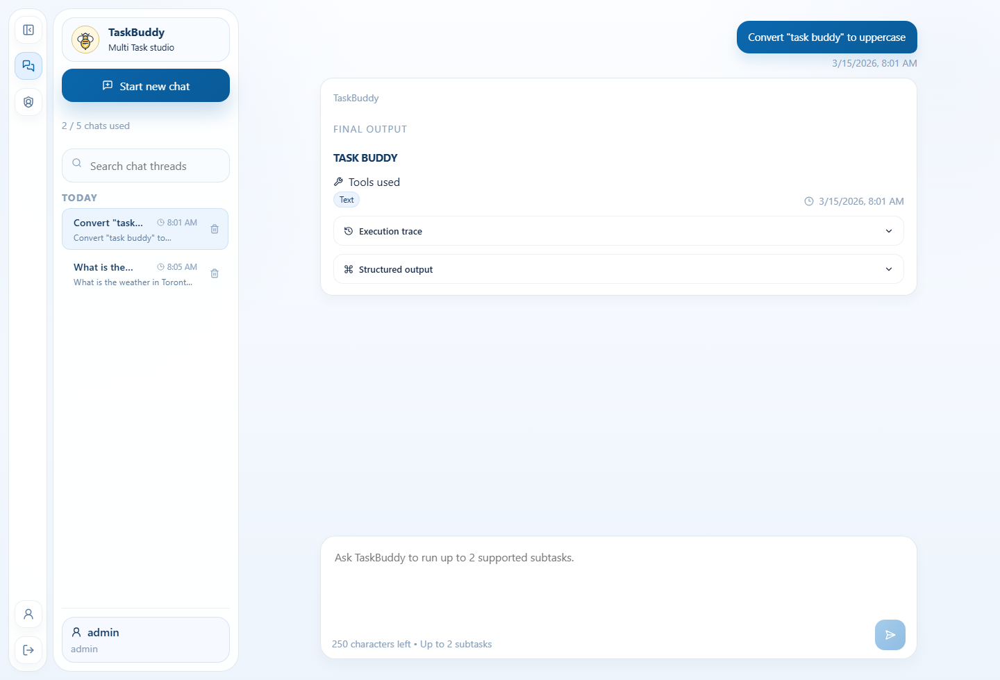 TaskBuddy
Multi Task studio
Start new chat
2 / 5 chats used
Search chat threads
TODAY
Convert "task... 8:01 AM
Convert "task buddy" to...
What is the... 8:05 AM
What is the weather in Toront...
admin
admin
Convert "task buddy" to uppercase
3/15/2026, 8:01 AM
TaskBuddy
FINAL OUTPUT
TASK BUDDY
Tools used
Text
3/15/2026, 8:01 AM
Execution trace
Structured output
Ask TaskBuddy to run up to 2 supported subtasks.
250 characters left • Up to 2 subtasks